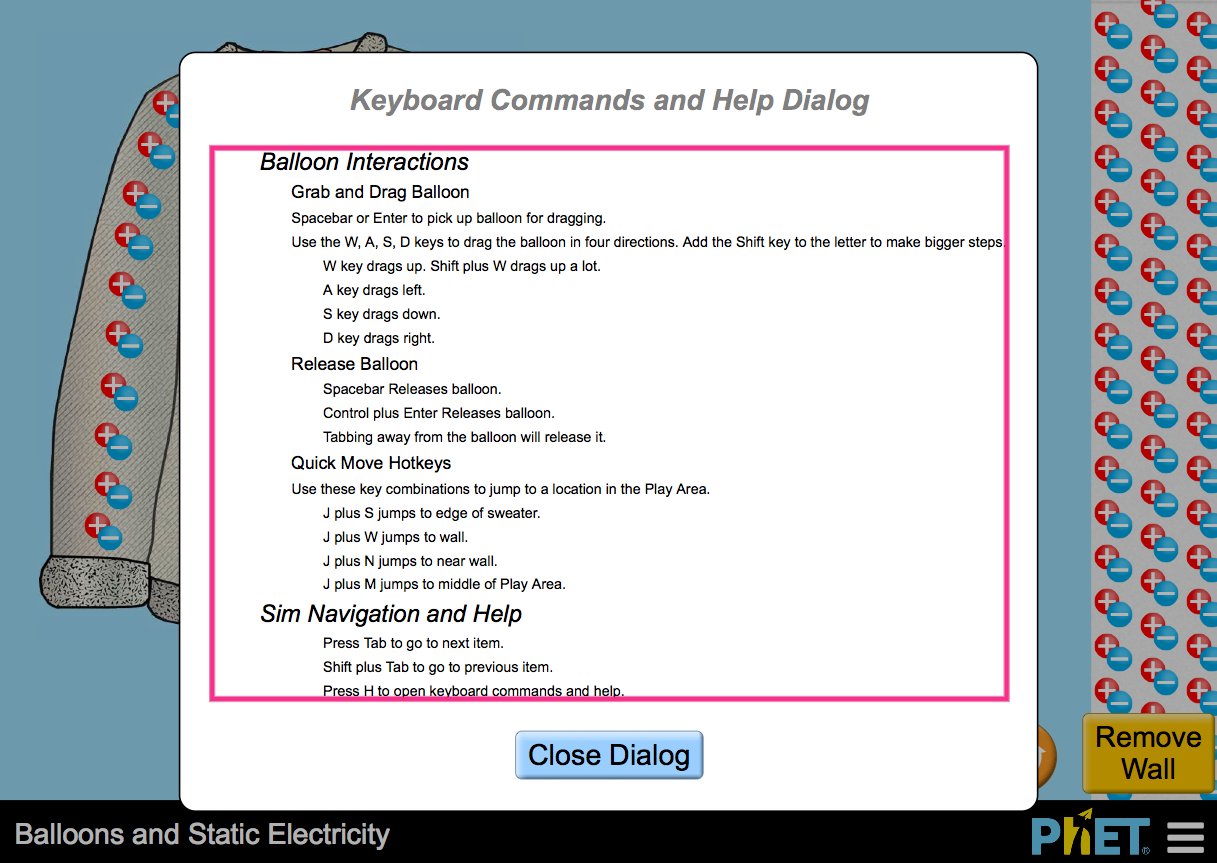 Keyboard Commands and Help Dialog
Balloon Interactions
Grab and Drag Balloon
Spacebar or Enter to pick up balloon for dragging.
Use the W, A, S, D keys to drag the balloon in four directions. Add the Shift key to the letter to make bigger steps.
W key drags up. Shift plus W drags up a lot.
A key drags left.
S key drags down.
D key drags right.
Release Balloon
Spacebar Releases balloon.
Control plus Enter Releases balloon.
Tabbing away from the balloon will release it.
Quick Move Hotkeys
Use these key combinations to jump to a location in the Play Area.
J plus S jumps to edge of sweater.
J plus W jumps to wall.
J plus N jumps to near wall.
J plus M jumps to middle of Play Area.
Sim Navigation and Help
Press Tab to go to next item.
Shift plus Tab to go to previous item.
Press H to open keyboard commands and help.
Close Dialog
Remove
Wall
Balloons and Static Electricity
PhET®